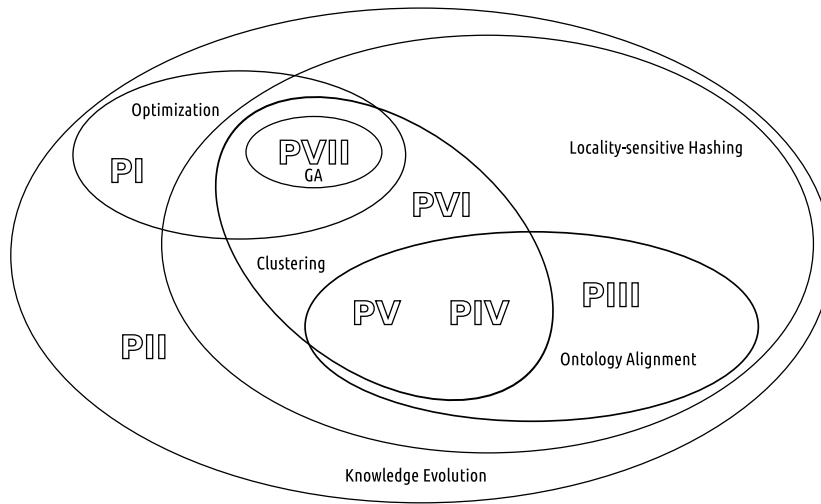 Optimization
Locality-sensitive Hashing
PVII
GA
PI
PVI
Clustering
PIII
PV
PIV
PII
Ontology Alignment
Knowledge Evolution